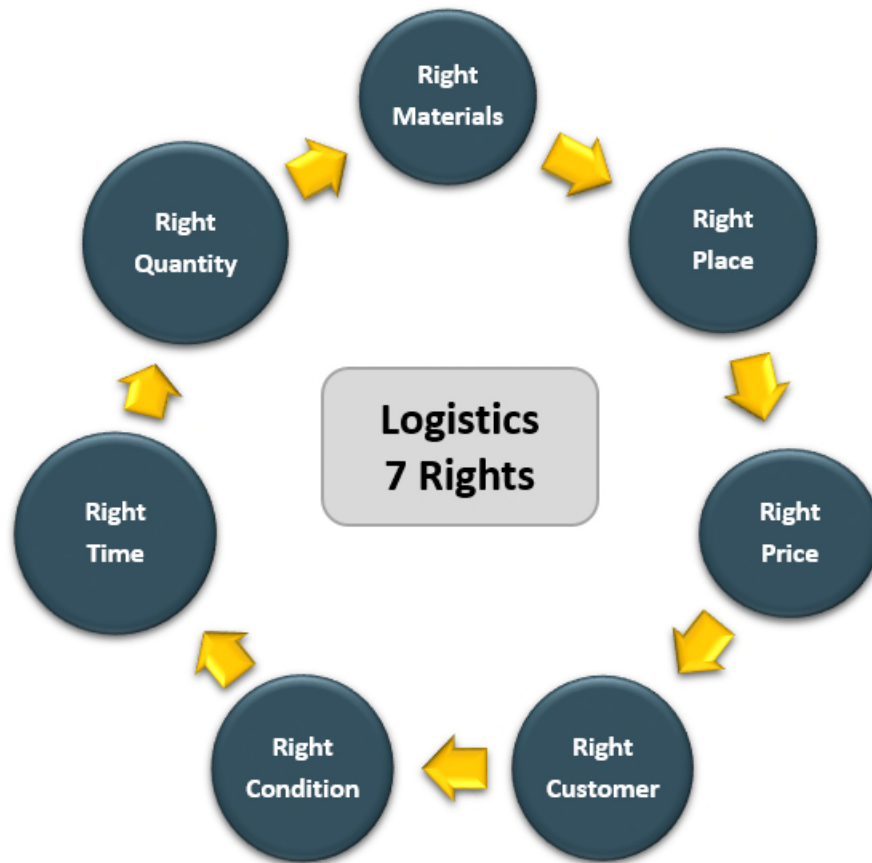 Right
Materials
Right
Place
Right
Price
Right
Customer
Right
Condition
Right
Time
Right
Quantity
Logistics
7 Rights